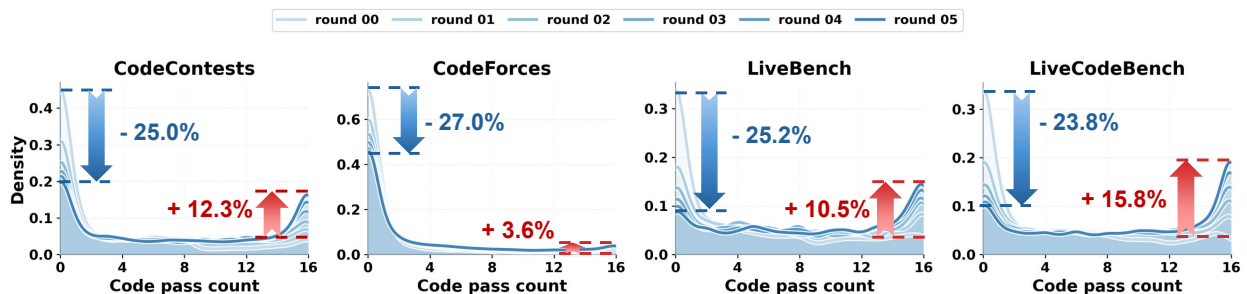 round 00 round 01 round 02 round 03 round 04 round 05
CodeContests
Density
0.4
0.3
0.2
0.1
0.0
- 25.0%
+ 12.3%
0 4 8 12 16
Code pass count
CodeForces
0.6
0.4
0.2
0.0
- 27.0%
+ 3.6%
0 4 8 12 16
Code pass count
LiveBench
0.3
0.2
0.1
0.0
- 25.2%
+ 10.5%
0 4 8 12 16
Code pass count
LiveCodeBench
0.3
0.2
0.1
0.0
- 23.8%
+ 15.8%
0 4 8 12 16
Code pass count